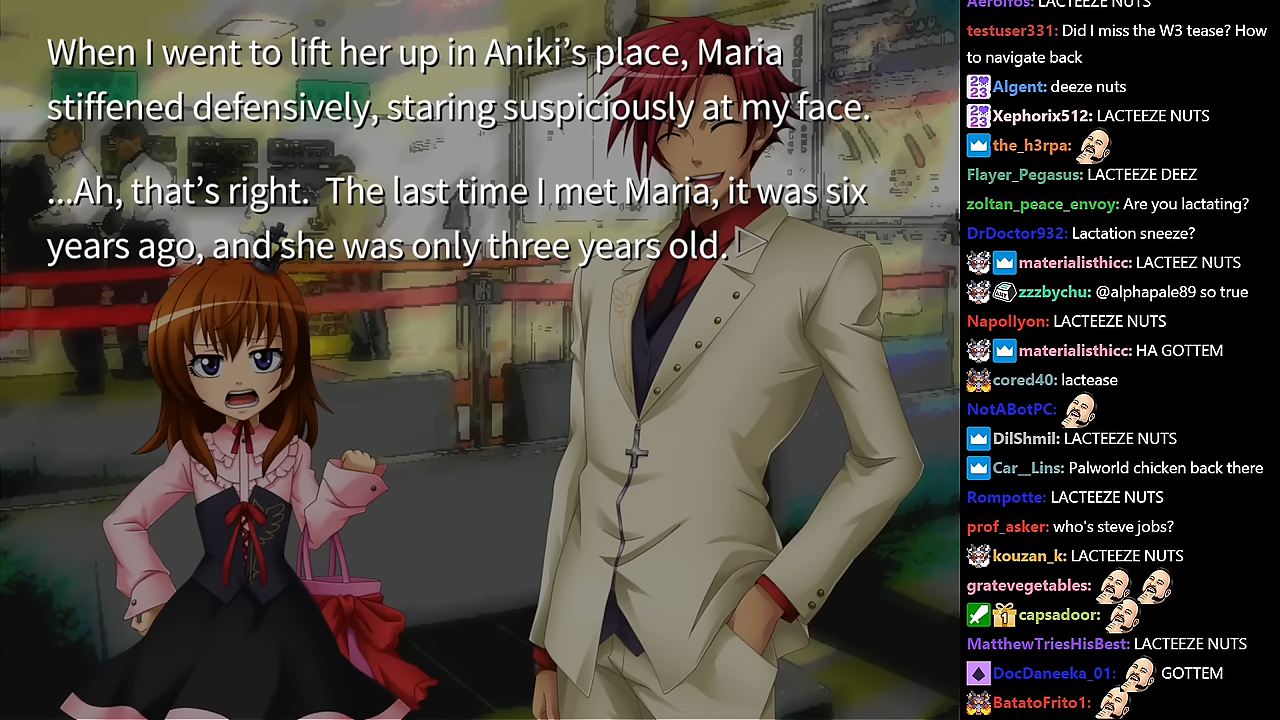 When I went to lift her up in Aniki’s place, Maria
stiffened defensively, staring suspiciously at my face.
...Ah, that’s right.  The last time I met Maria, it was six
years ago, and she was only three years old.
Aerolfos: LACTEEZE NUTS
testuser331: Did I miss the W3 tease? How
to navigate back
Algent: deeze nuts
Xephorix512: LACTEEZE NUTS
the_h3rpa:
Flayer_Pegasus: LACTEEZE DEEZ
zoltan_peace_envoy: Are you lactating?
DrDoctor932: Lactation sneeze?
materialisthicc: LACTEEZ NUTS
zzzbychu: @alphapale89 so true
Napollyon: LACTEEZE NUTS
materialisthicc: HA GOTTEM
cored40: lactease
NotABotPC:
DilShmil: LACTEEZE NUTS
Car__Lins: Palworld chicken back there
Rompotte: LACTEEZE NUTS
prof_asker: who's steve jobs?
kouzan_k: LACTEEZE NUTS
gratevegetables:
1 capsadoor:
MatthewTriesHisBest: LACTEEZE NUTS
DocDaneeka_01: GOTTEM
BatatoFrito1: